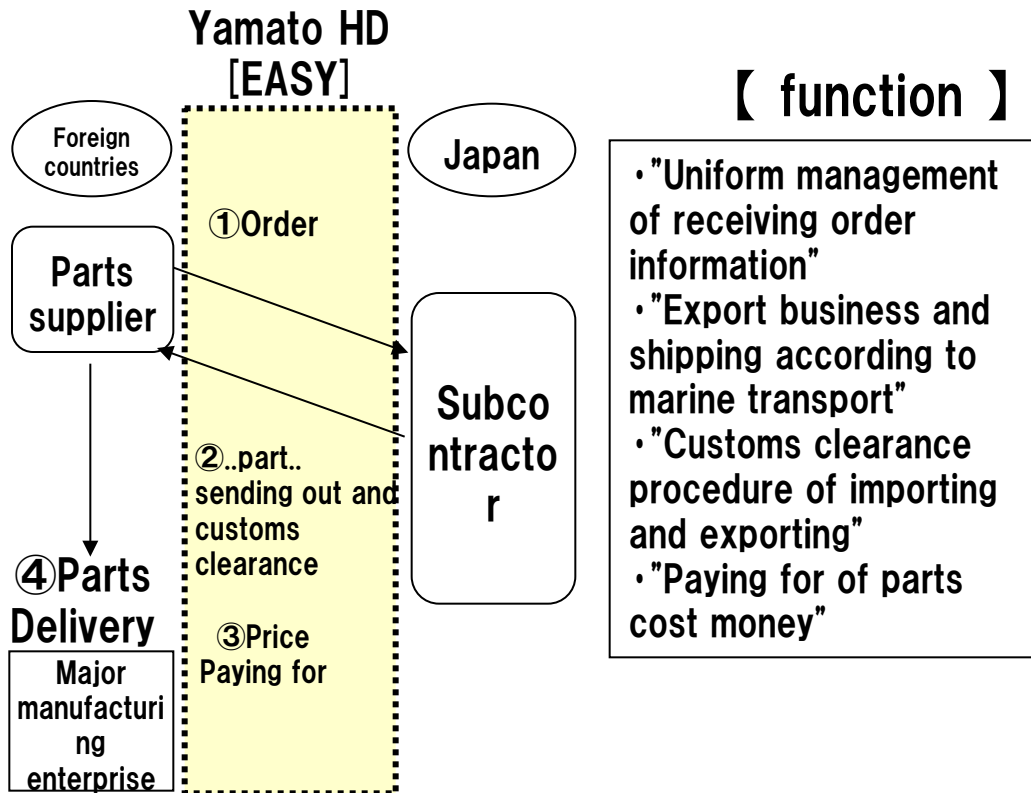 Yamato HD
[EASY]
Foreign
countries
Japan
①Order
Parts
supplier
Subco
ntracto
r
②..part..
sending out and
customs
clearance
③Price
Paying for
④Parts
Delivery
Major
manufacturi
ng
enterprise
【 function 】
・"Uniform management
of receiving order
information"
・"Export business and
shipping according to
marine transport"
・"Customs clearance
procedure of importing
and exporting"
・"Paying for of parts
cost money"